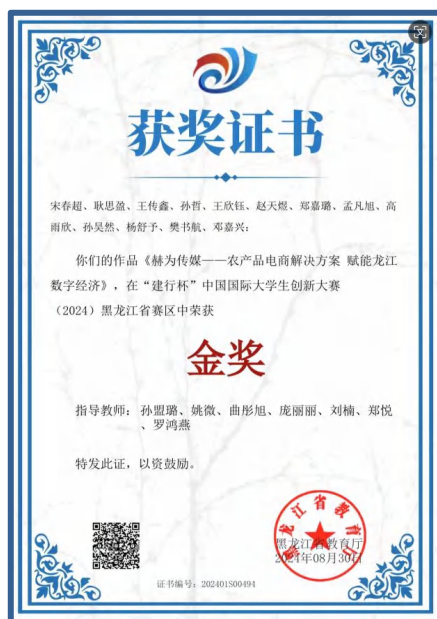 获奖证书
宋春超、耿思盈、王传鑫、孙哲、王欣钰、赵天煜、郑嘉璐、孟凡旭、高
雨欣、孙昊然、杨舒予、樊书航、邓嘉兴：
你们的作品《赫为传媒——农产品电商解决方案 赋能龙江
数字经济》，在“建行杯”中国国际大学生创新大赛
（2024）黑龙江省赛区中荣获
金奖
指导教师：孙盟璐、姚微、曲彤旭、庞丽丽、刘楠、郑悦
、罗鸿燕
特发此证，以资鼓励。
黑龙江省教育厅
黑龙江省教育厅
2024年08月30日
证书编号：202401S00494